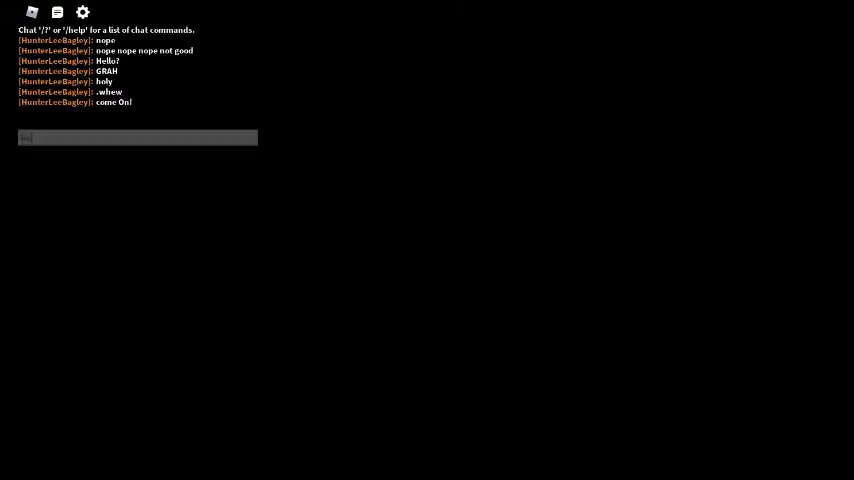 Chat '/?' or '/help' for a list of chat commands.
[HunterLeeBagley]: nope
[HunterLeeBagley]: nope nope nope not good
[HunterLeeBagley]: Hello?
[HunterLeeBagley]: GRAH
[HunterLeeBagley]: holy
[HunterLeeBagley]: .whew
[HunterLeeBagley]: come On!